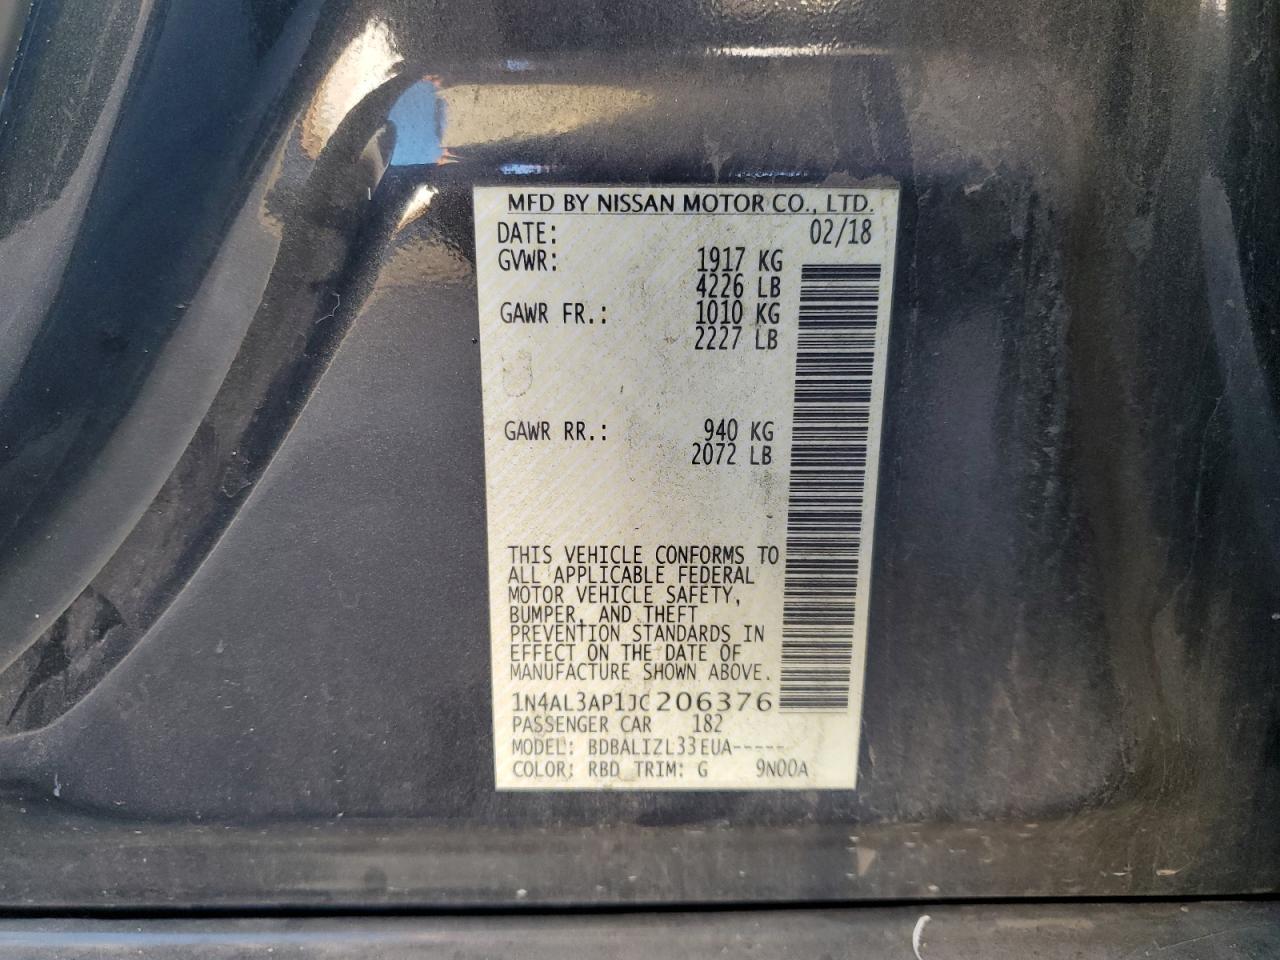 MFD BY NISSAN MOTOR CO., LTD.
DATE: 02/18
GVWR: 1917 KG
4226 LB
GAWR FR.: 1010 KG
2227 LB
GAWR RR.: 940 KG
2072 LB
THIS VEHICLE CONFORMS TO
ALL APPLICABLE FEDERAL
MOTOR VEHICLE SAFETY,
BUMPER, AND THEFT
PREVENTION STANDARDS IN
EFFECT ON THE DATE OF
MANUFACTURE SHOWN ABOVE.
1N4AL3AP1JC206376
PASSENGER CAR 182
MODEL: BDBALIZL33EUA-----
COLOR: RBD TRIM: G 9N00A